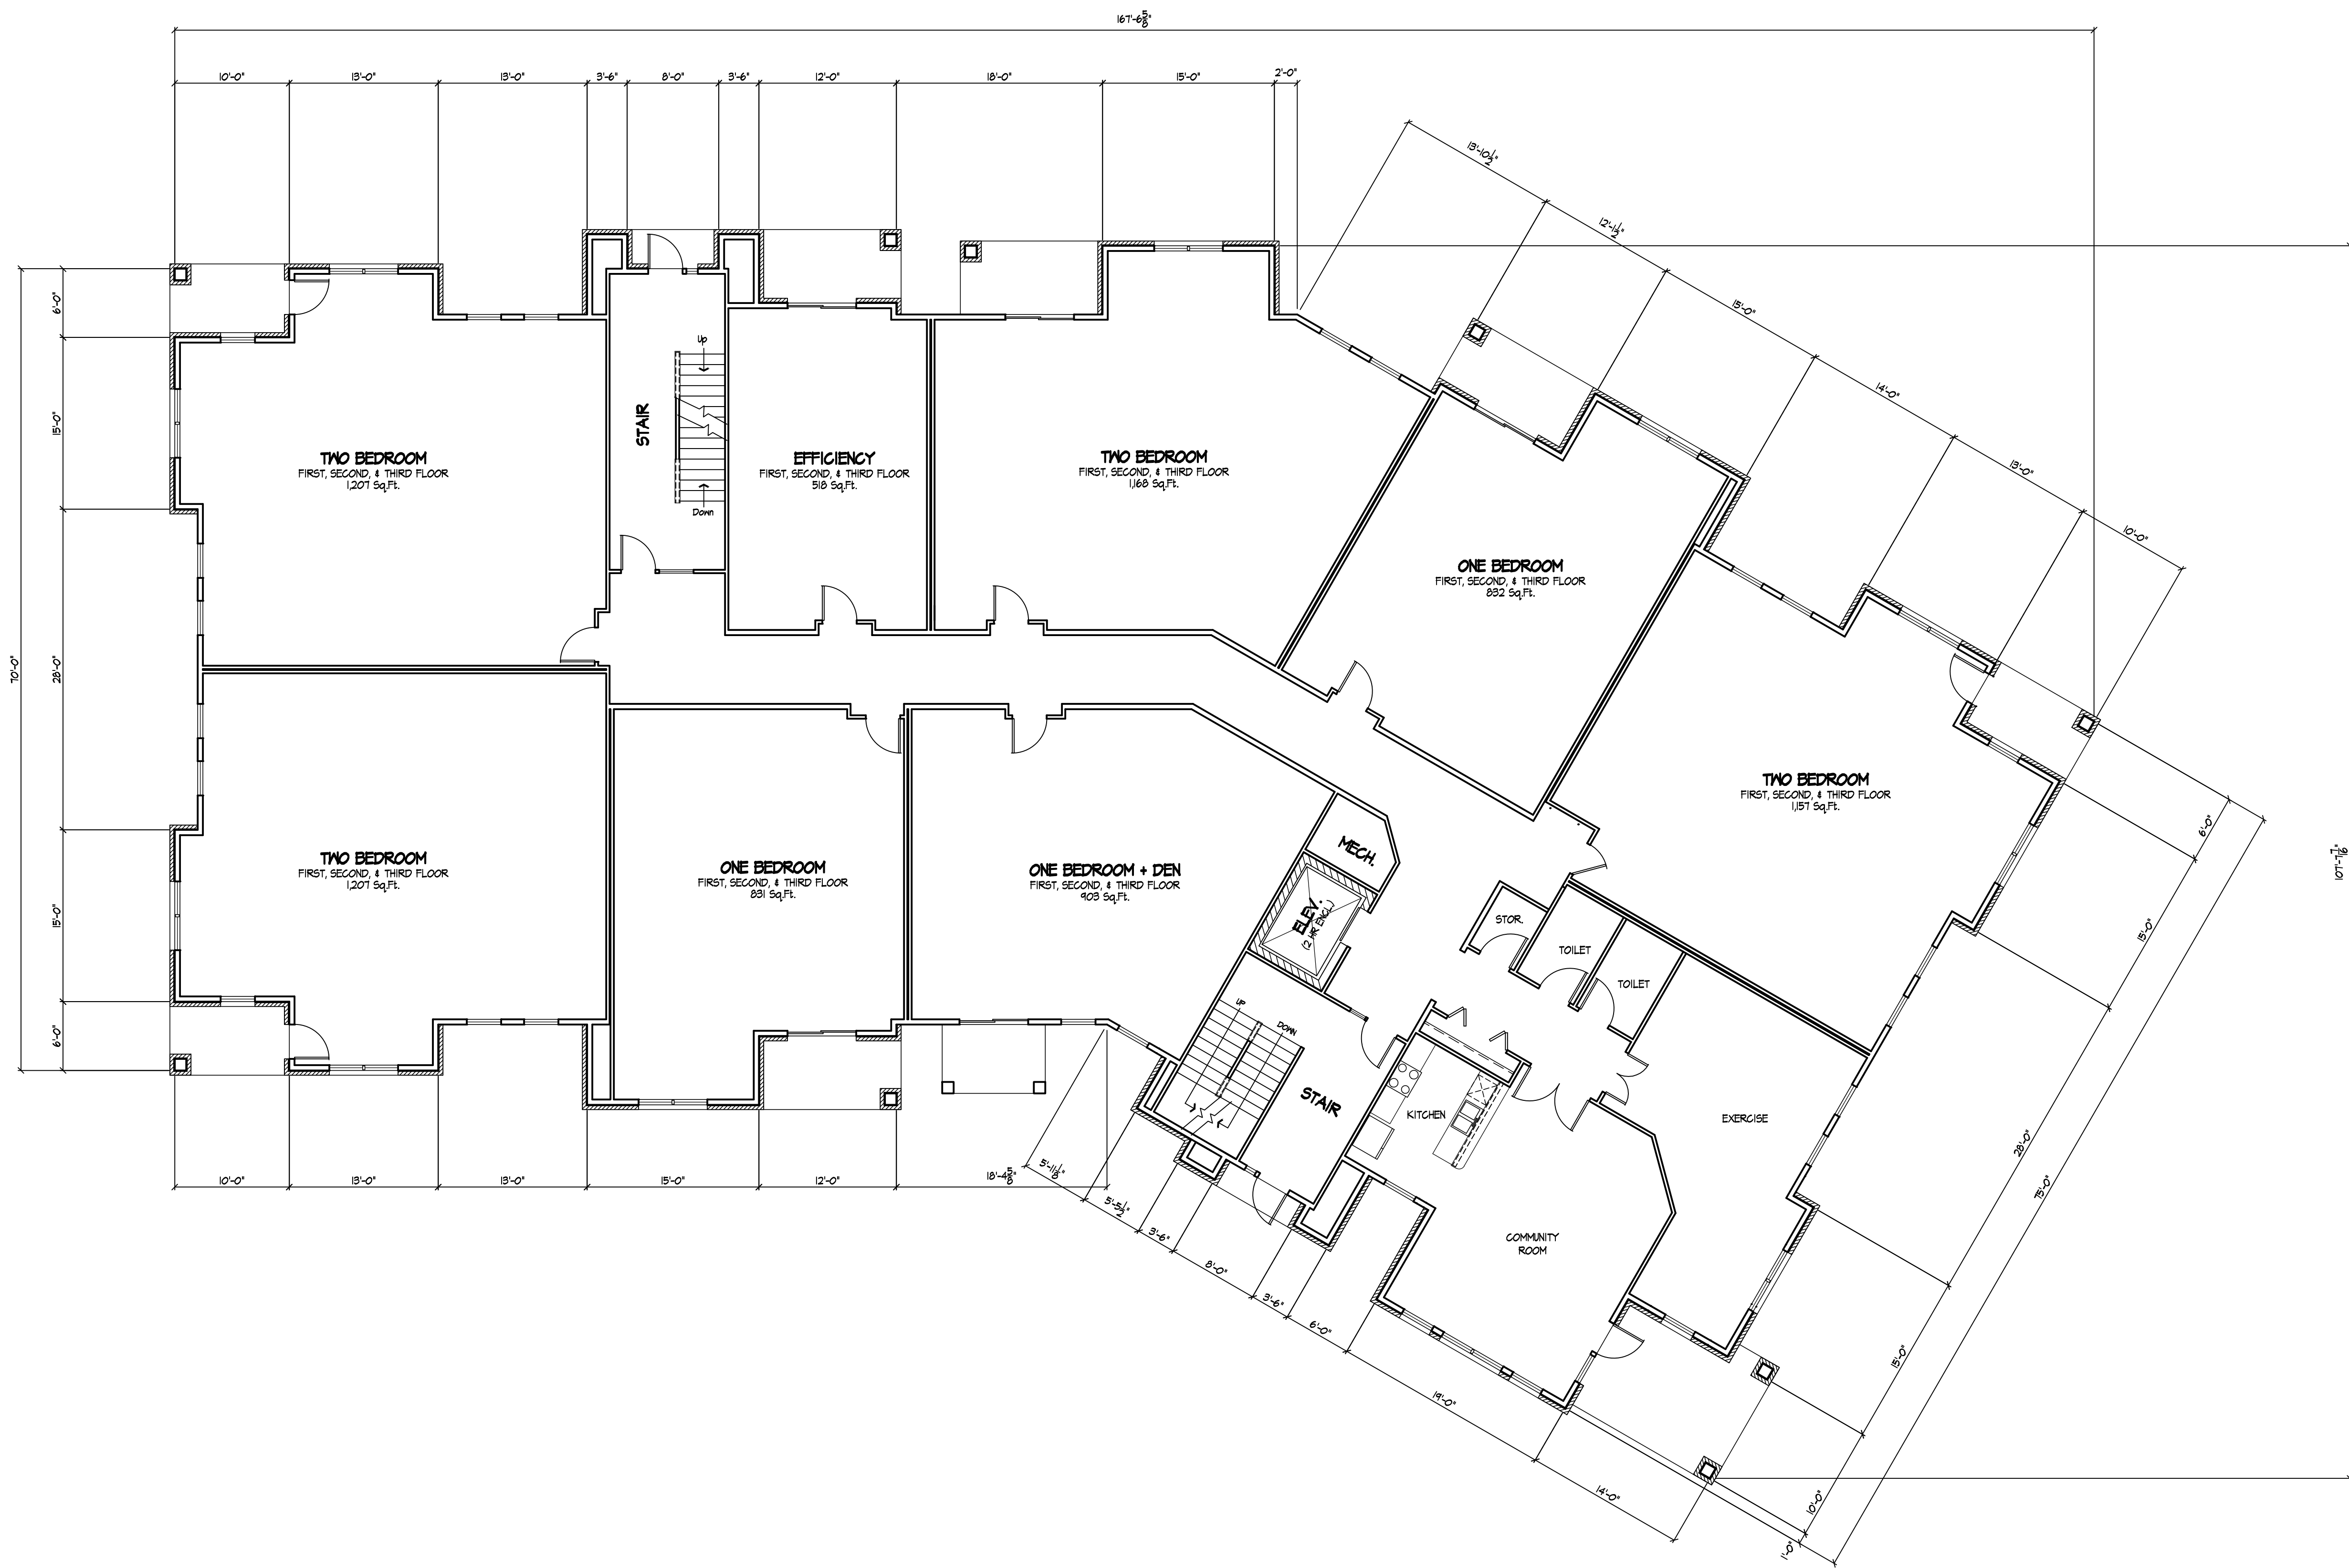 167'-6 5/8"
10'-0"
13'-0"
13'-0"
3'-6"
8'-0"
3'-6"
12'-0"
18'-0"
15'-0"
2'-0"
13'-10 1/2"
12'-1 1/2"
15'-0"
14'-0"
13'-0"
10'-0"
70'-0"
6'-0"
15'-0"
28'-0"
15'-0"
6'-0"
TWO BEDROOM
FIRST, SECOND, & THIRD FLOOR
1,207 Sq.Ft.
STAIR
Up
Down
EFFICIENCY
FIRST, SECOND, & THIRD FLOOR
518 Sq.Ft.
TWO BEDROOM
FIRST, SECOND, & THIRD FLOOR
1,168 Sq.Ft.
ONE BEDROOM
FIRST, SECOND, & THIRD FLOOR
832 Sq.Ft.
TWO BEDROOM
FIRST, SECOND, & THIRD FLOOR
1,157 Sq.Ft.
TWO BEDROOM
FIRST, SECOND, & THIRD FLOOR
1,207 Sq.Ft.
ONE BEDROOM
FIRST, SECOND, & THIRD FLOOR
831 Sq.Ft.
ONE BEDROOM + DEN
FIRST, SECOND, & THIRD FLOOR
903 Sq.Ft.
MECH.
ELEV.
(2 HR ENCL.)
STOR.
TOILET
TOILET
UP
DOWN
STAIR
KITCHEN
EXERCISE
COMMUNITY
ROOM
107'-7 7/16"
6'-0"
15'-0"
28'-0"
75'-0"
15'-0"
10'-0"
1'-0"
10'-0"
13'-0"
13'-0"
15'-0"
12'-0"
18'-4 5/8"
5'-11 1/8"
5'-5 1/2"
3'-6"
8'-0"
3'-6"
6'-0"
19'-0"
14'-0"